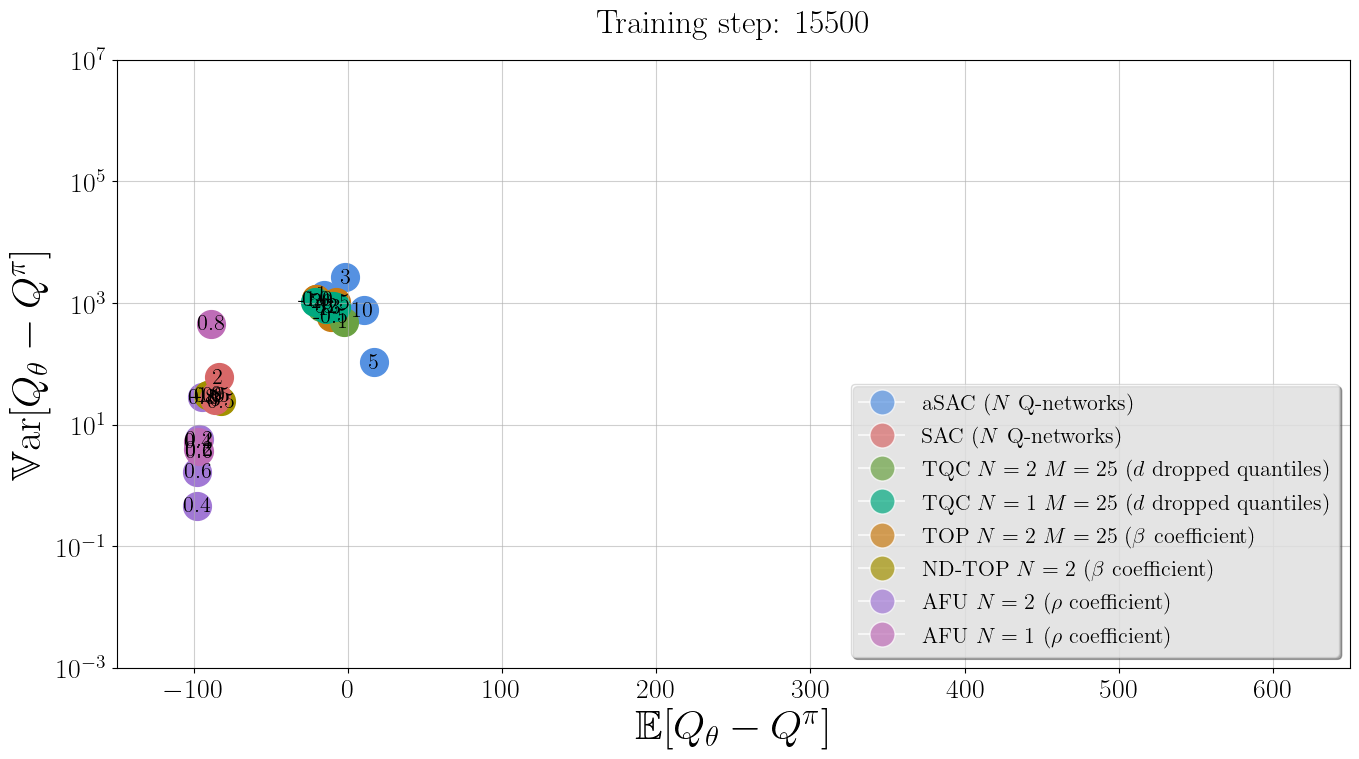 Training step: 15500
10^7
10^5
10^3
10^1
10^{-1}
10^{-3}
𝕍ar[Q_θ − Q^π]
3
10
5
0.8
2
0.6
0.4
−100
0
100
200
300
400
500
600
𝔼[Q_θ − Q^π]
aSAC (N Q-networks)
SAC (N Q-networks)
TQC N = 2 M = 25 (d dropped quantiles)
TQC N = 1 M = 25 (d dropped quantiles)
TOP N = 2 M = 25 (β coefficient)
ND-TOP N = 2 (β coefficient)
AFU N = 2 (ρ coefficient)
AFU N = 1 (ρ coefficient)